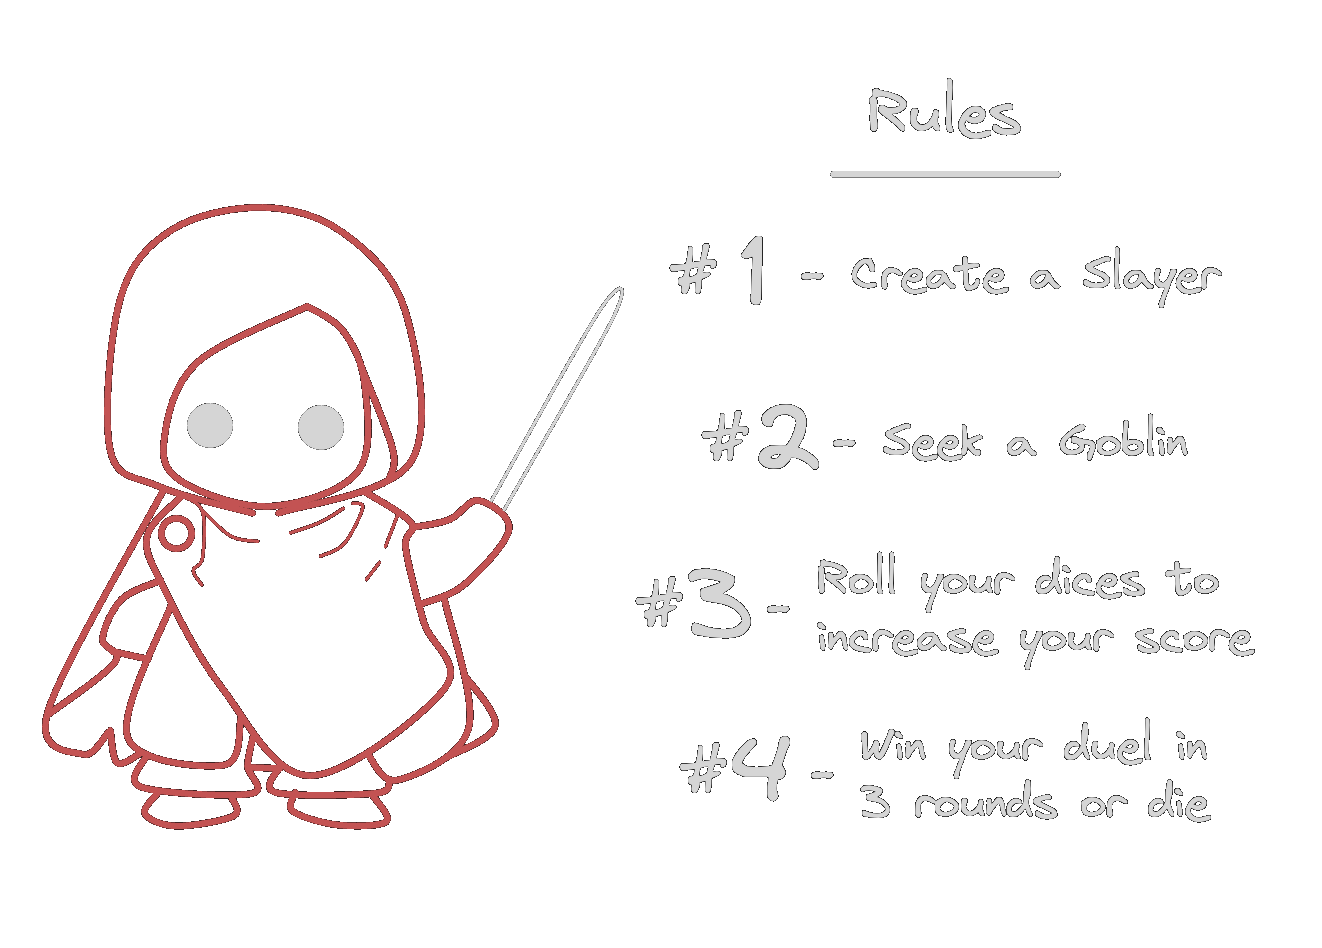 Rules
#1 - Create a Slayer
#2 - Seek a Goblin
#3 - Roll your dices to
increase your score
#4 - Win your duel in
3 rounds or die